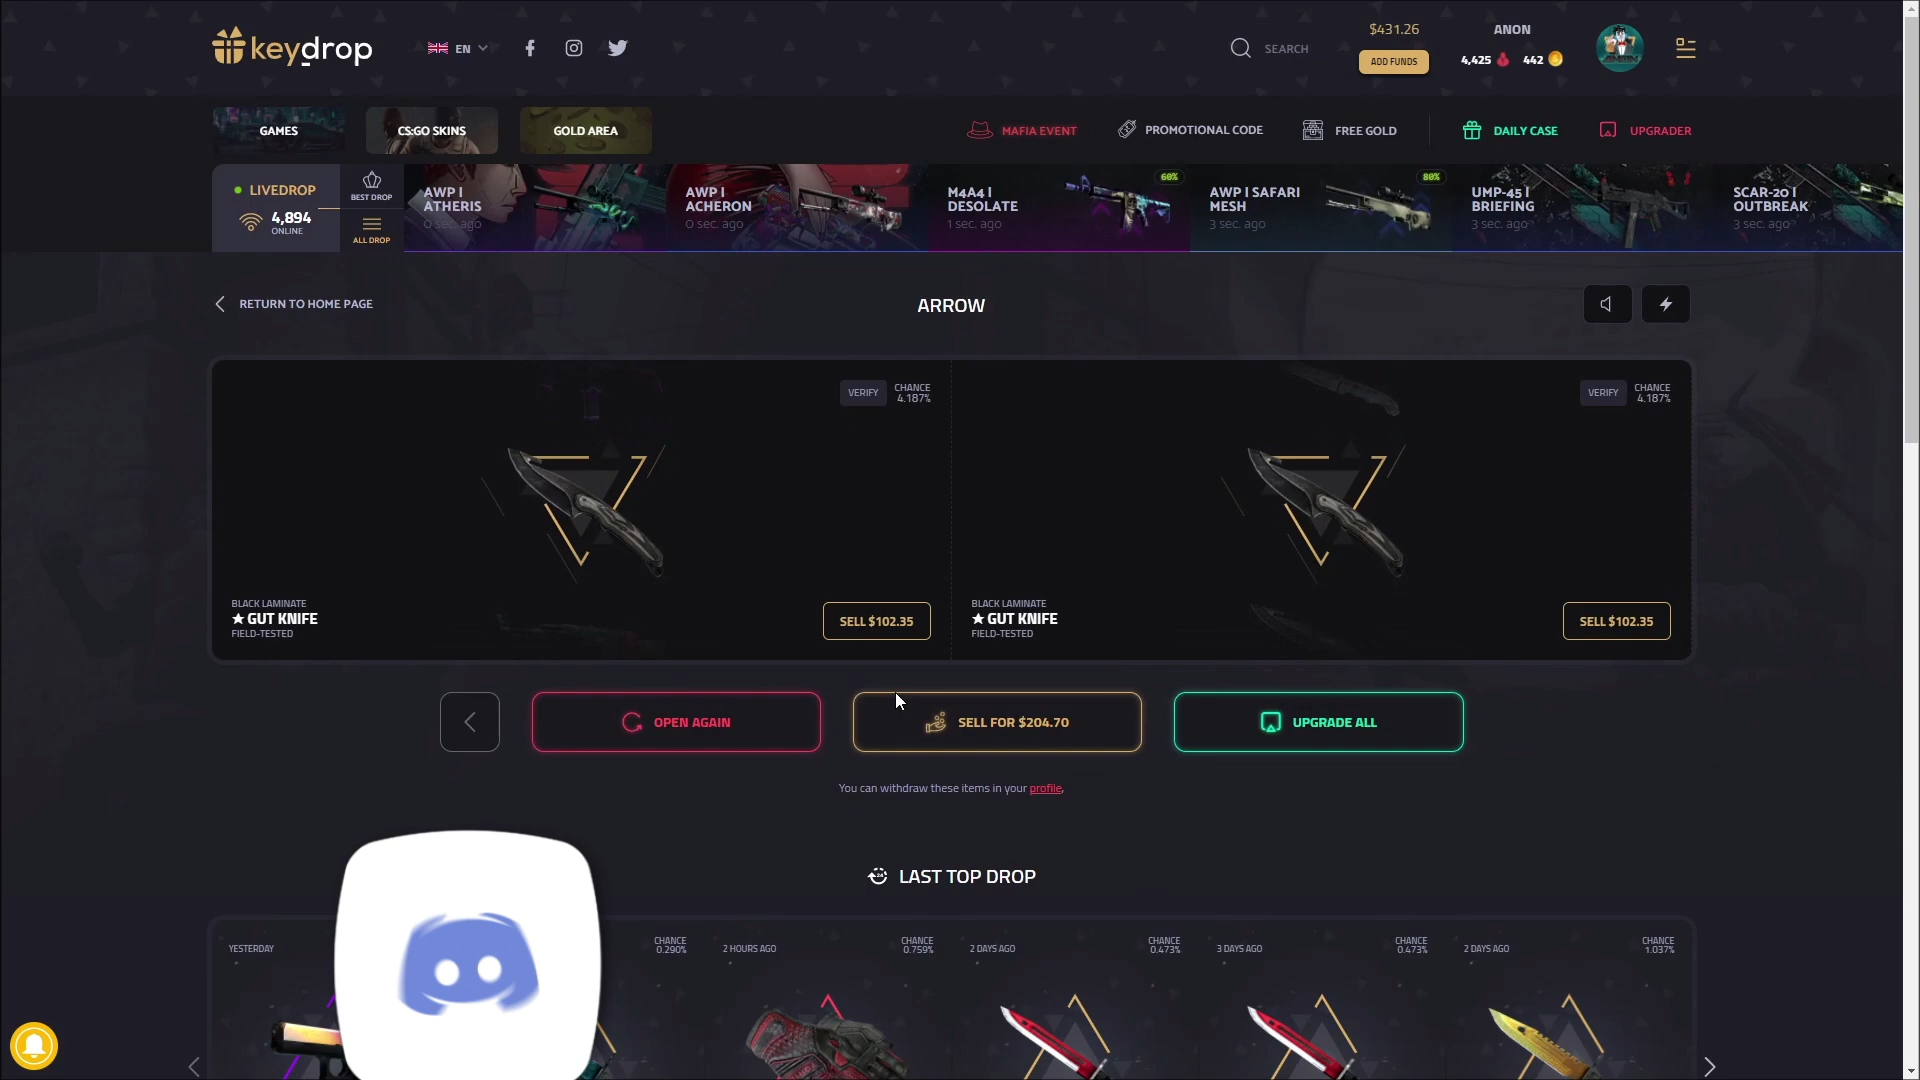 keydrop
EN
SEARCH
$431.26
ADD FUNDS
ANON
4,425
442
GAMES
CS:GO SKINS
GOLD AREA
MAFIA EVENT
PROMOTIONAL CODE
FREE GOLD
DAILY CASE
UPGRADER
LIVEDROP
4,894
ONLINE
BEST DROP
ALL DROP
AWP |
ATHERIS
0 sec. ago
AWP |
ACHERON
0 sec. ago
M4A4 |
DESOLATE
1 sec. ago
60%
AWP | SAFARI
MESH
3 sec. ago
80%
UMP-45 |
BRIEFING
3 sec. ago
SCAR-20 |
OUTBREAK
3 sec. ago
RETURN TO HOME PAGE
ARROW
VERIFY
CHANCE
4.187%
BLACK LAMINATE
★ GUT KNIFE
FIELD-TESTED
SELL $102.35
VERIFY
CHANCE
4.187%
BLACK LAMINATE
★ GUT KNIFE
FIELD-TESTED
SELL $102.35
OPEN AGAIN
SELL FOR $204.70
UPGRADE ALL
You can withdraw these items in your profile,
LAST TOP DROP
YESTERDAY
CHANCE
0.290%
2 HOURS AGO
CHANCE
0.759%
2 DAYS AGO
CHANCE
0.473%
3 DAYS AGO
CHANCE
0.473%
2 DAYS AGO
CHANCE
1.037%